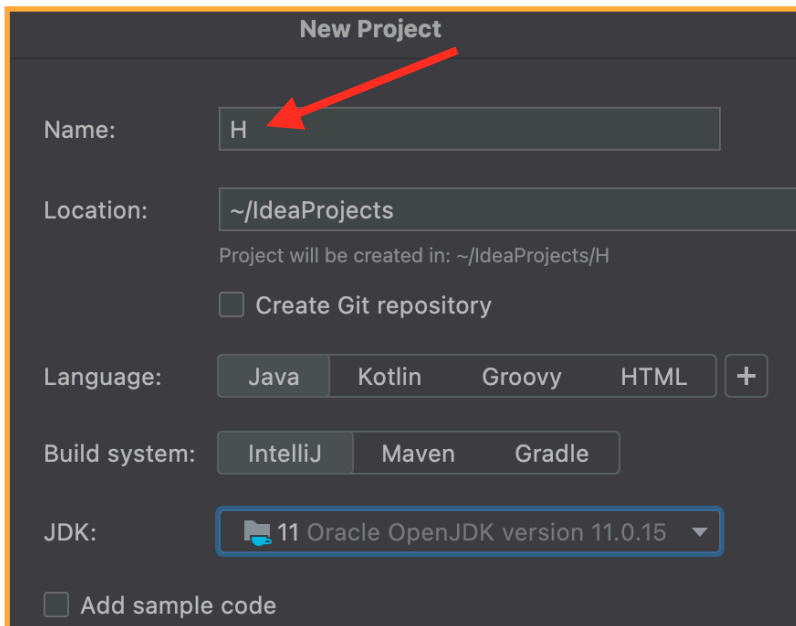 New Project
Name: H
Location: ~/IdeaProjects
Project will be created in: ~/IdeaProjects/H
Create Git repository
Language: Java Kotlin Groovy HTML +
Build system: IntelliJ Maven Gradle
JDK: 11 Oracle OpenJDK version 11.0.15
Add sample code